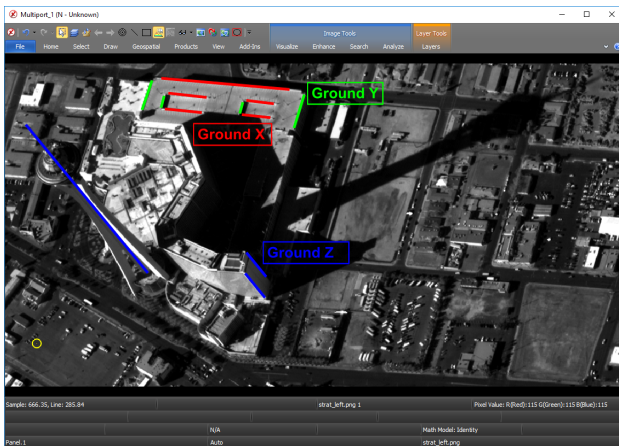 Multiport_1 (N - Unknown)
Image Tools
Layer Tools
File
Home
Select
Draw
Geospatial
Products
View
Add-Ins
Visualize
Enhance
Search
Analyze
Layers
Ground Y
Ground X
Ground Z
Sample: 666.35, Line: 285.84
strat_left.png 1
Pixel Value: R(Red):115 G(Green):115 B(Blue):115
N/A
Math Model: Identity
Panel.1
Auto
strat_left.png